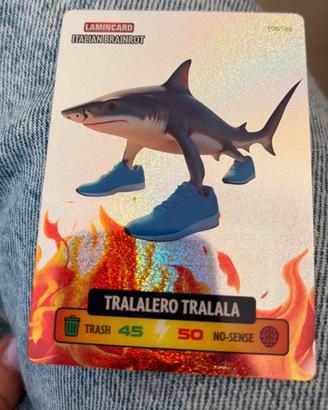 LAMINCARD
ITALIAN BRAINROT
TRALALERO TRALALA
TRASH 45 50 NO-SENSE